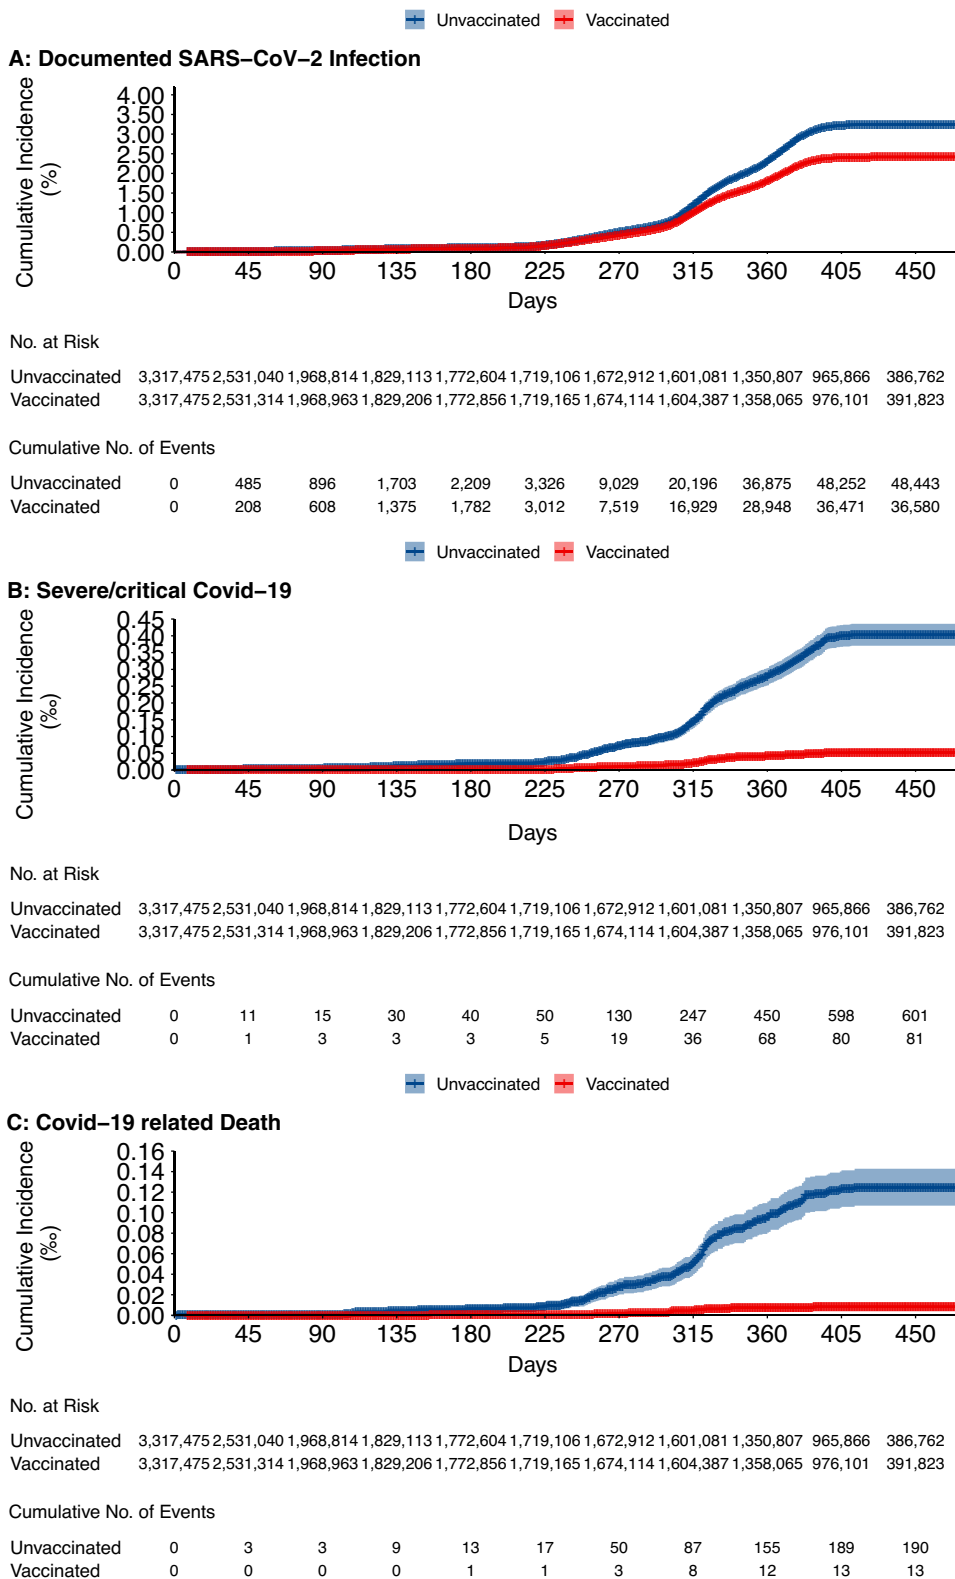 Unvaccinated Vaccinated
A: Documented SARS–CoV–2 Infection
Cumulative Incidence
(%)
4.00
3.50
3.00
2.50
2.00
1.50
1.00
0.50
0.00
0 45 90 135 180 225 270 315 360 405 450
Days
No. at Risk
Unvaccinated 3,317,475 2,531,040 1,968,814 1,829,113 1,772,604 1,719,106 1,672,912 1,601,081 1,350,807 965,866 386,762
Vaccinated 3,317,475 2,531,314 1,968,963 1,829,206 1,772,856 1,719,165 1,674,114 1,604,387 1,358,065 976,101 391,823
Cumulative No. of Events
Unvaccinated 0 485 896 1,703 2,209 3,326 9,029 20,196 36,875 48,252 48,443
Vaccinated 0 208 608 1,375 1,782 3,012 7,519 16,929 28,948 36,471 36,580
Unvaccinated Vaccinated
B: Severe/critical Covid–19
Cumulative Incidence
(‰)
0.45
0.40
0.35
0.30
0.25
0.20
0.15
0.10
0.05
0.00
0 45 90 135 180 225 270 315 360 405 450
Days
No. at Risk
Unvaccinated 3,317,475 2,531,040 1,968,814 1,829,113 1,772,604 1,719,106 1,672,912 1,601,081 1,350,807 965,866 386,762
Vaccinated 3,317,475 2,531,314 1,968,963 1,829,206 1,772,856 1,719,165 1,674,114 1,604,387 1,358,065 976,101 391,823
Cumulative No. of Events
Unvaccinated 0 11 15 30 40 50 130 247 450 598 601
Vaccinated 0 1 3 3 3 5 19 36 68 80 81
Unvaccinated Vaccinated
C: Covid–19 related Death
Cumulative Incidence
(‰)
0.16
0.14
0.12
0.10
0.08
0.06
0.04
0.02
0.00
0 45 90 135 180 225 270 315 360 405 450
Days
No. at Risk
Unvaccinated 3,317,475 2,531,040 1,968,814 1,829,113 1,772,604 1,719,106 1,672,912 1,601,081 1,350,807 965,866 386,762
Vaccinated 3,317,475 2,531,314 1,968,963 1,829,206 1,772,856 1,719,165 1,674,114 1,604,387 1,358,065 976,101 391,823
Cumulative No. of Events
Unvaccinated 0 3 3 9 13 17 50 87 155 189 190
Vaccinated 0 0 0 0 1 1 3 8 12 13 13